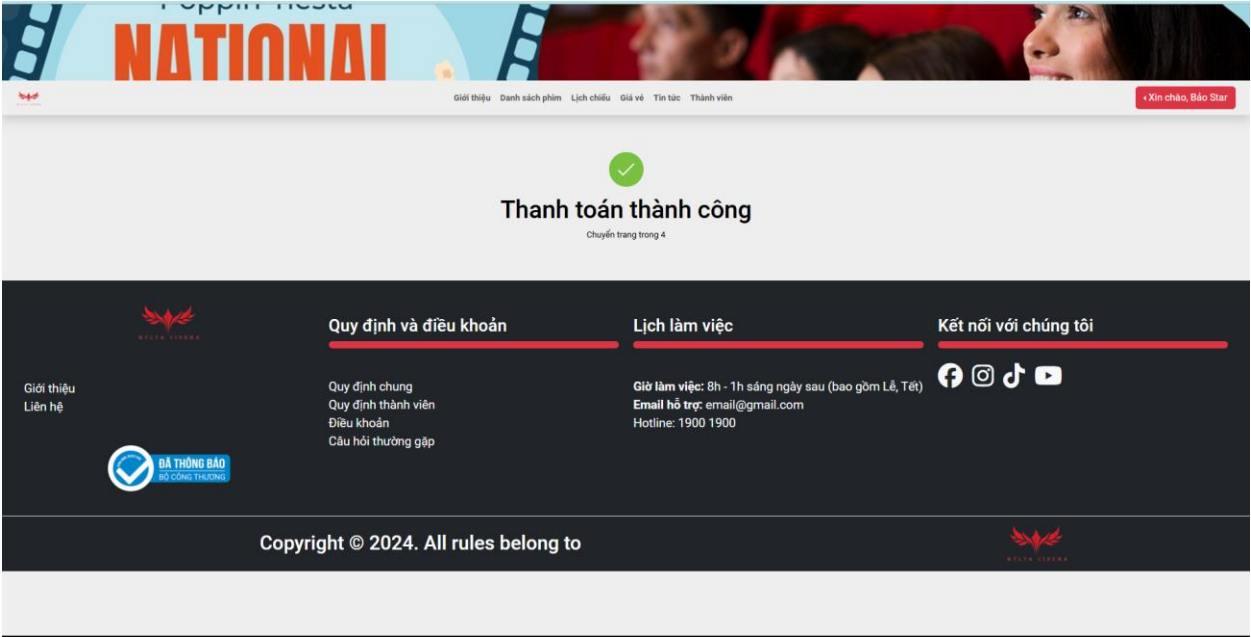 Poppin' fiesta
NATIONAL
Giới thiệu Danh sách phim Lịch chiếu Giá vé Tin tức Thành viên
Xin chào, Bảo Star
Thanh toán thành công
Chuyển trang trong 4
Giới thiệu
Liên hệ
ĐÃ THÔNG BÁO
BỘ CÔNG THƯƠNG
Quy định và điều khoản
Quy định chung
Quy định thành viên
Điều khoản
Câu hỏi thường gặp
Lịch làm việc
Giờ làm việc: 8h - 1h sáng ngày sau (bao gồm Lễ, Tết)
Email hỗ trợ: email@gmail.com
Hotline: 1900 1900
Kết nối với chúng tôi
Copyright © 2024. All rules belong to